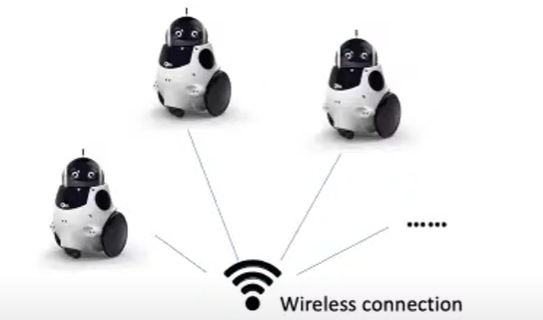 ......
Wireless connection